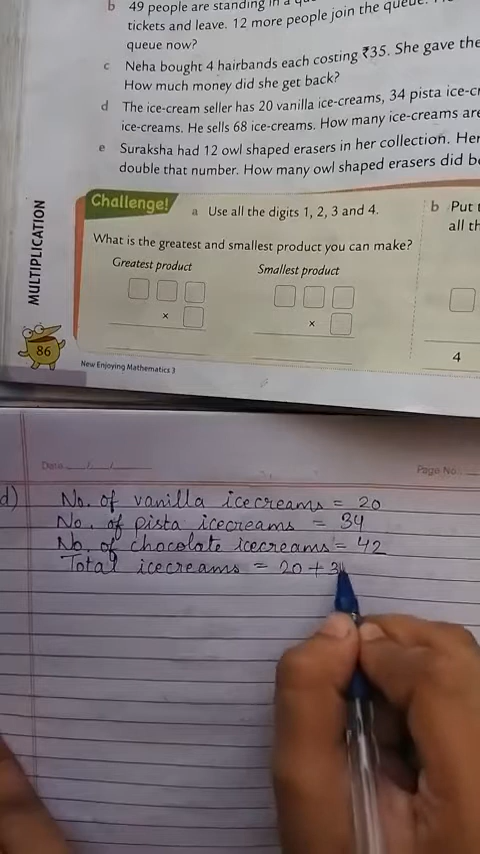 b 49 people are standing in a
tickets and leave. 12 more people join the queue.
queue now?
c Neha bought 4 hairbands each costing ₹35. She gave the
How much money did she get back?
d The ice-cream seller has 20 vanilla ice-creams, 34 pista
ice-creams. He sells 68 ice-creams. How many ice-creams are
e Suraksha had 12 owl shaped erasers in her collection. Her
double that number. How many owl shaped erasers did
MULTIPLICATION
Challenge! a Use all the digits 1, 2, 3 and 4.
What is the greatest and smallest product you can make?
Greatest product Smallest product
× ×
b Put
all
4
86
New Enjoying Mathematics 3
Date / /
Page No.
d) No. of vanilla icecreams = 20
No. of pista icecreams = 34
No. of chocolate icecreams = 42
Total icecreams = 20 + 34